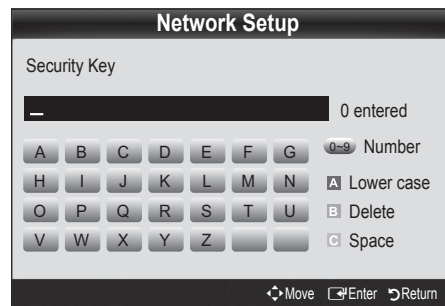 Network Setup
Security Key
_ 0 entered
A B C D E F G 0~9 Number
H I J K L M N A Lower case
O P Q R S T U B Delete
V W X Y Z C Space
Move Enter Return